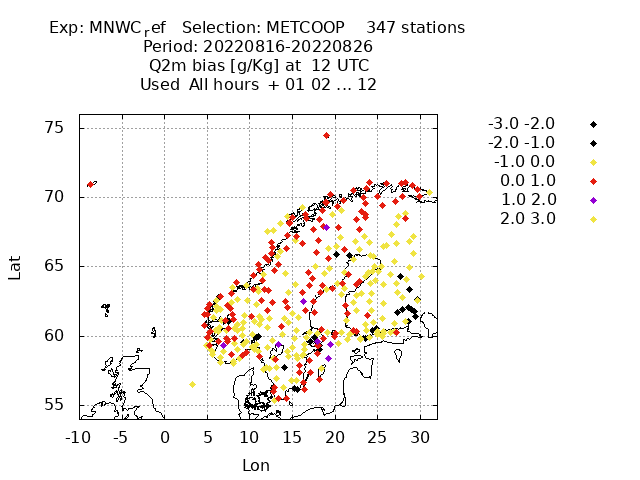 Exp: MNWC_ref Selection: METCOOP 347 stations
Period: 20220816-20220826
Q2m bias [g/Kg] at 12 UTC
Used All hours + 01 02 ... 12
-3.0 -2.0
-2.0 -1.0
-1.0 0.0
0.0 1.0
1.0 2.0
2.0 3.0
75
70
65
60
55
Lat
-10 -5 0 5 10 15 20 25 30
Lon